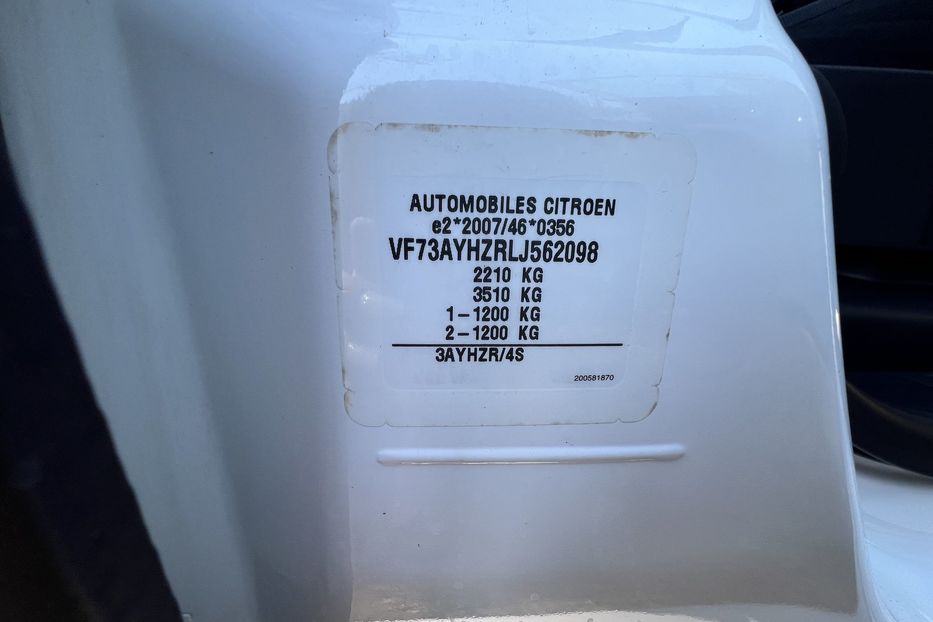 AUTOMOBILES CITROEN
e2*2007/46*0356
VF73AYHZRLJ562098
2210 KG
3510 KG
1-1200 KG
2-1200 KG
3AYHZR/4S
200581870